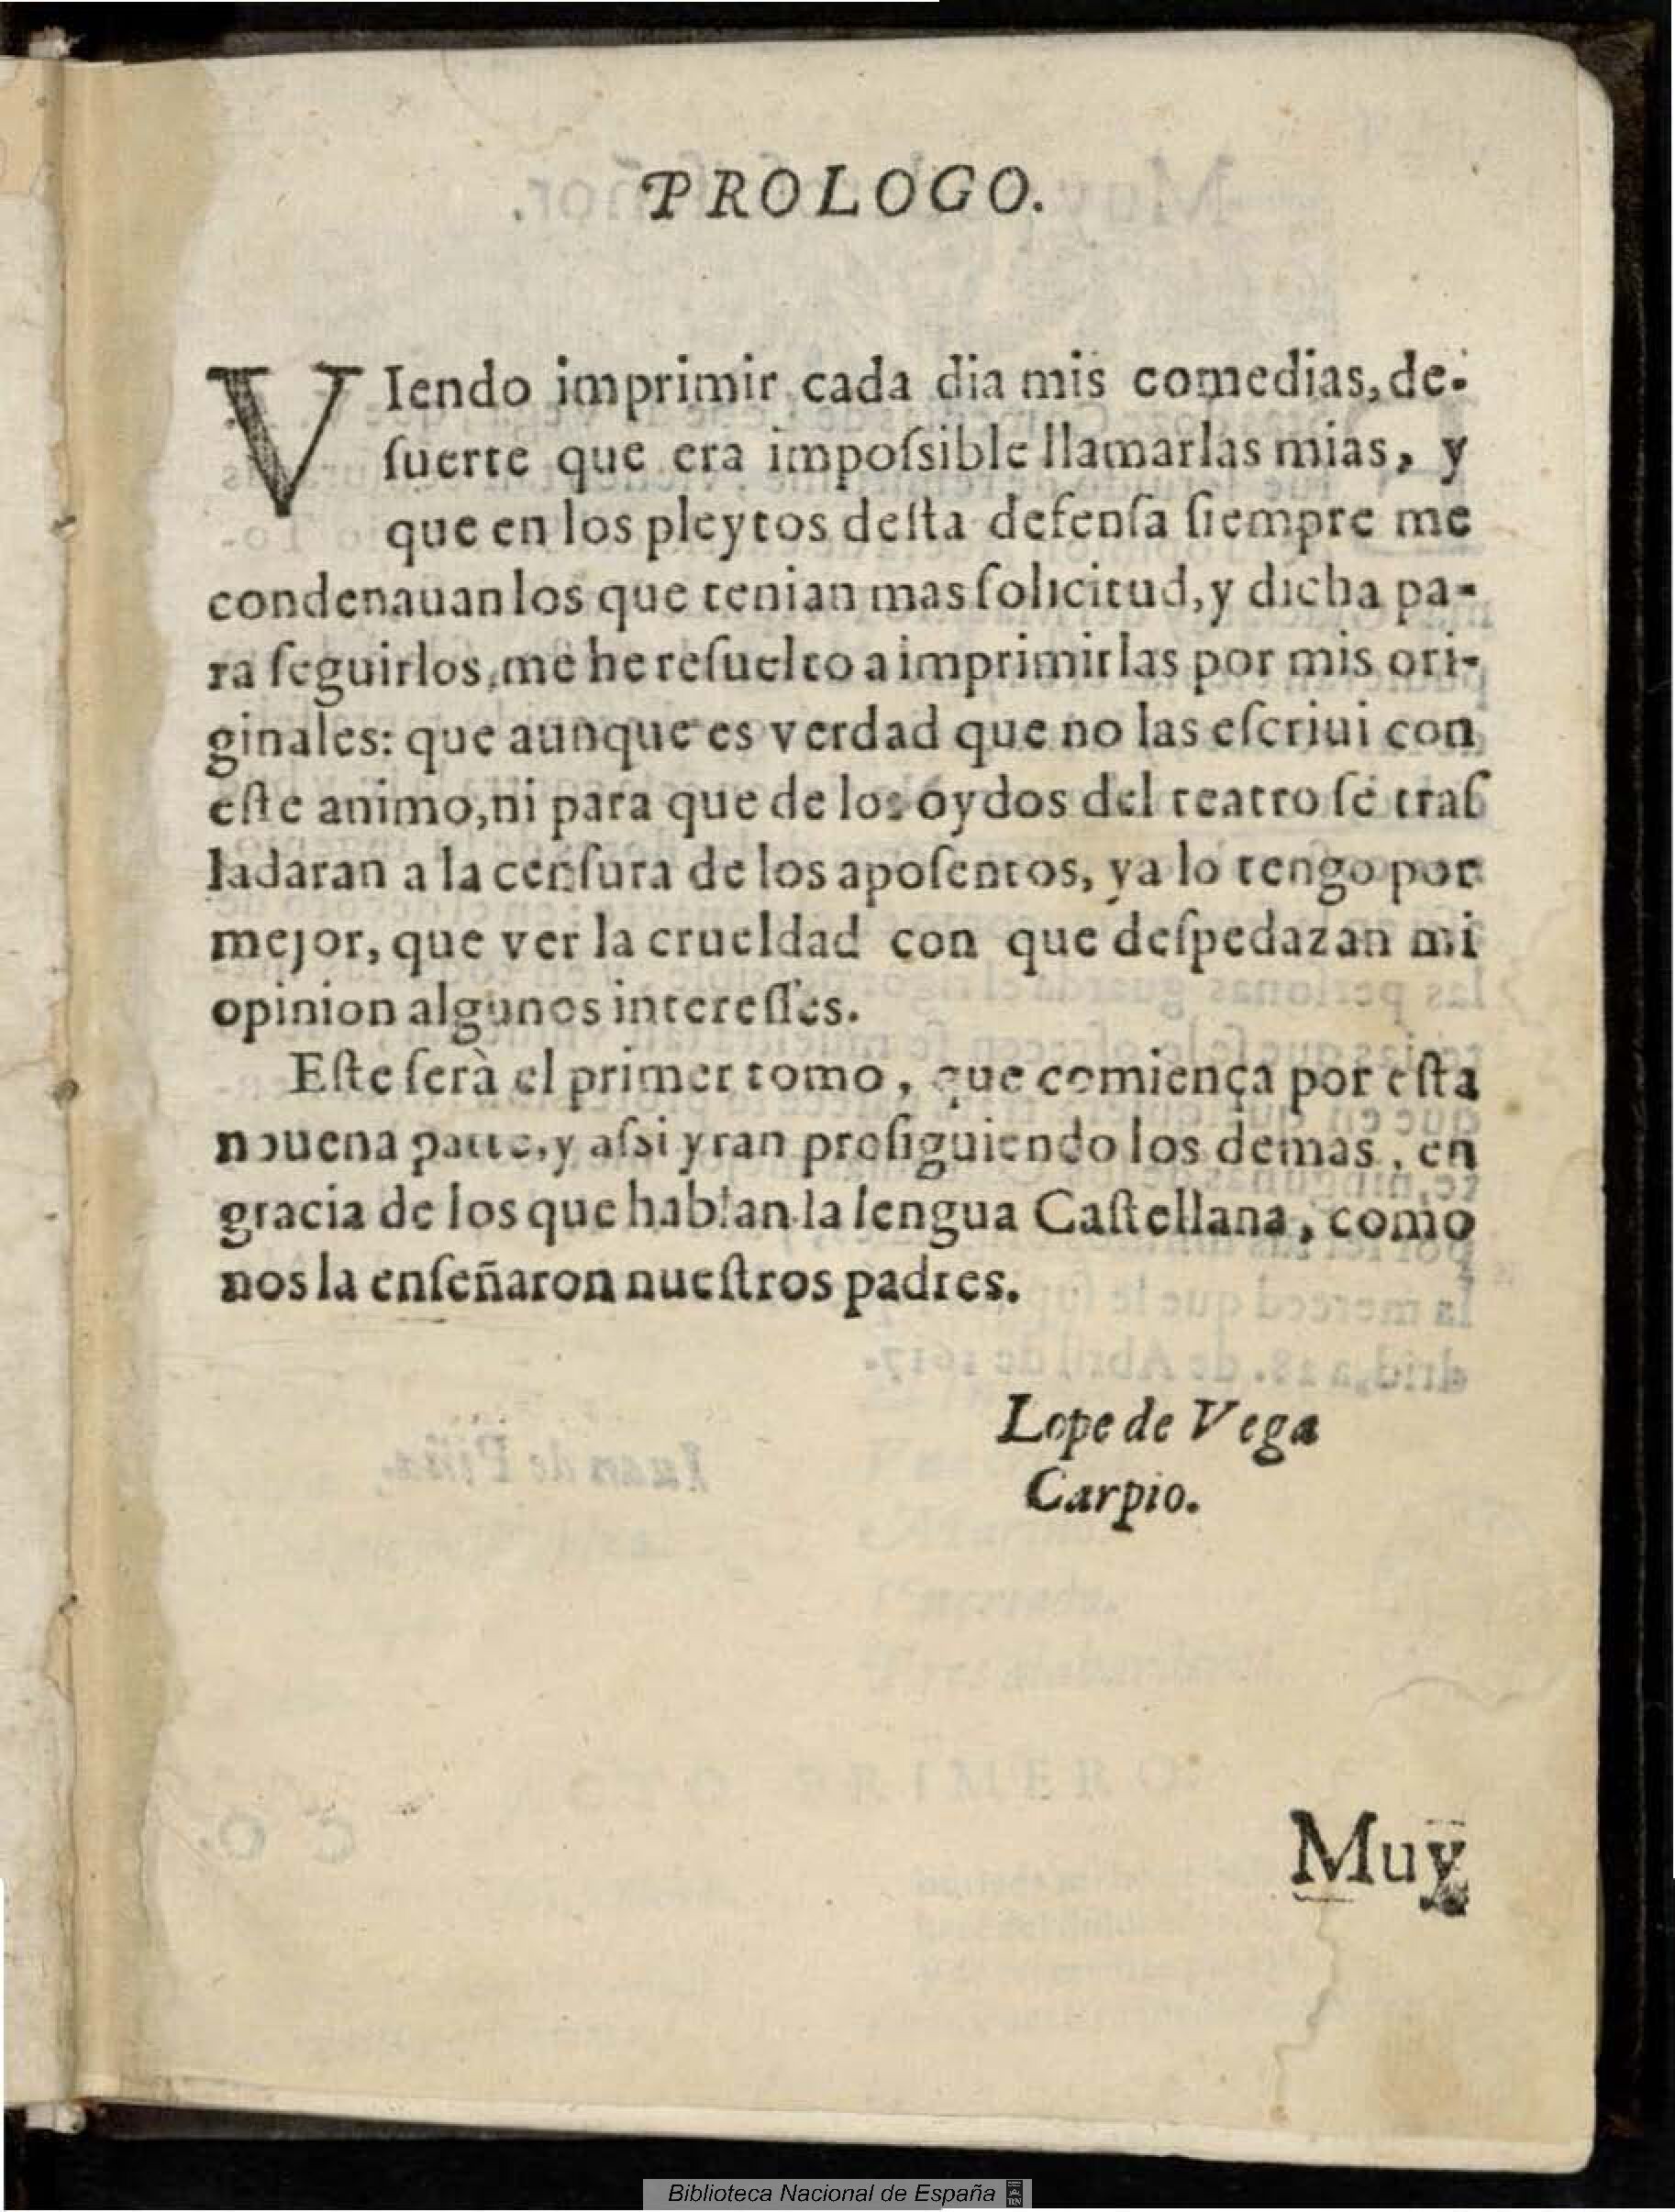 PROLOGO.
VIendo imprimir cada dia mis comedias, de-
ſuerte que era impoſsible llamarlas mias, y
que en los pleytos deſta defenſa ſiempre me
condenauan los que tenian mas ſolicitud, y dicha pa-
ra ſeguirlos, me he reſuelto a imprimirlas por mis ori-
ginales: que aunque es verdad que no las eſcriui con
eſte animo, ni para que de los oydos del teatro ſe traſ
ladaran a la cenſura de los apoſentos, ya lo tengo por
mejor, que ver la crueldad con que deſpedazan mi
opinion algunos intereſſes.
Eſte ſerà el primer tomo, que comiença por eſta
nouena parte, y aſsi yran proſiguiendo los demas, en
gracia de los que hablan la lengua Caſtellana, como
nos la enſeñaron nueſtros padres.
Lope de Vega
Carpio.
Muy
Biblioteca Nacional de España